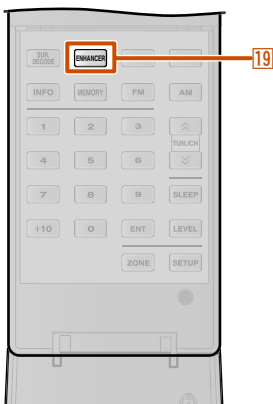 SUR. DECODE ENHANCER 19
INFO MEMORY FM AM
1 2 3
TUN./CH
4 5 6
7 8 9 SLEEP
+10 0 ENT LEVEL
ZONE SETUP